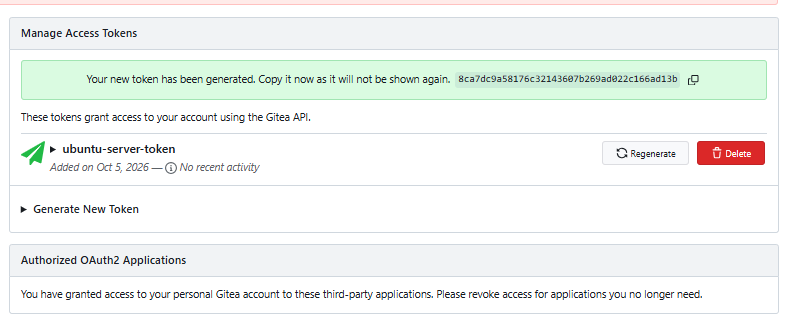 Manage Access Tokens
Your new token has been generated. Copy it now as it will not be shown again. 8ca7dc9a58176c32143607b269ad022c166ad13b
These tokens grant access to your account using the Gitea API.
ubuntu-server-token
Regenerate
Delete
Added on Oct 5, 2026 — No recent activity
Generate New Token
Authorized OAuth2 Applications
You have granted access to your personal Gitea account to these third-party applications. Please revoke access for applications you no longer need.